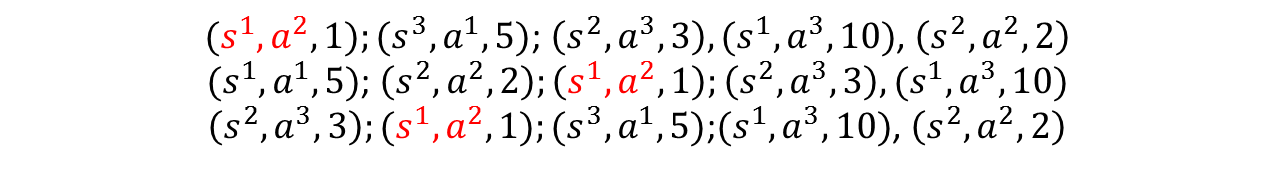 (s¹, a², 1); (s³, a¹, 5); (s², a³, 3), (s¹, a³, 10), (s², a², 2)
(s¹, a¹, 5); (s², a², 2); (s¹, a², 1); (s², a³, 3), (s¹, a³, 10)
(s², a³, 3); (s¹, a², 1); (s³, a¹, 5);(s¹, a³, 10), (s², a², 2)